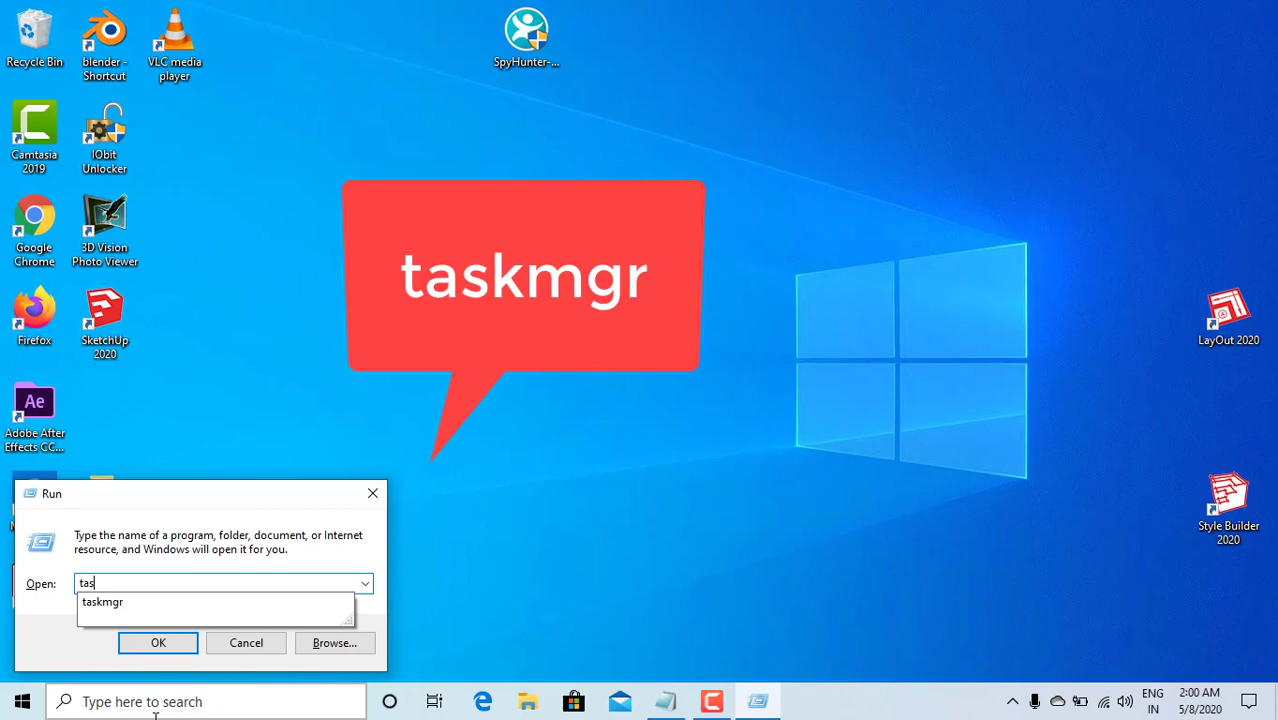 Recycle Bin
blender -
Shortcut
VLC media
player
SpyHunter-...
Camtasia
2019
IObit
Unlocker
Google
Chrome
3D Vision
Photo Viewer
Firefox
SketchUp
2020
Ae
Adobe After
Effects CC...
taskmgr
LayOut 2020
Style Builder
2020
Run
Type the name of a program, folder, document, or Internet
resource, and Windows will open it for you.
Open:
tas
taskmgr
OK
Cancel
Browse...
Type here to search
ENG
IN
2:00 AM
5/8/2020